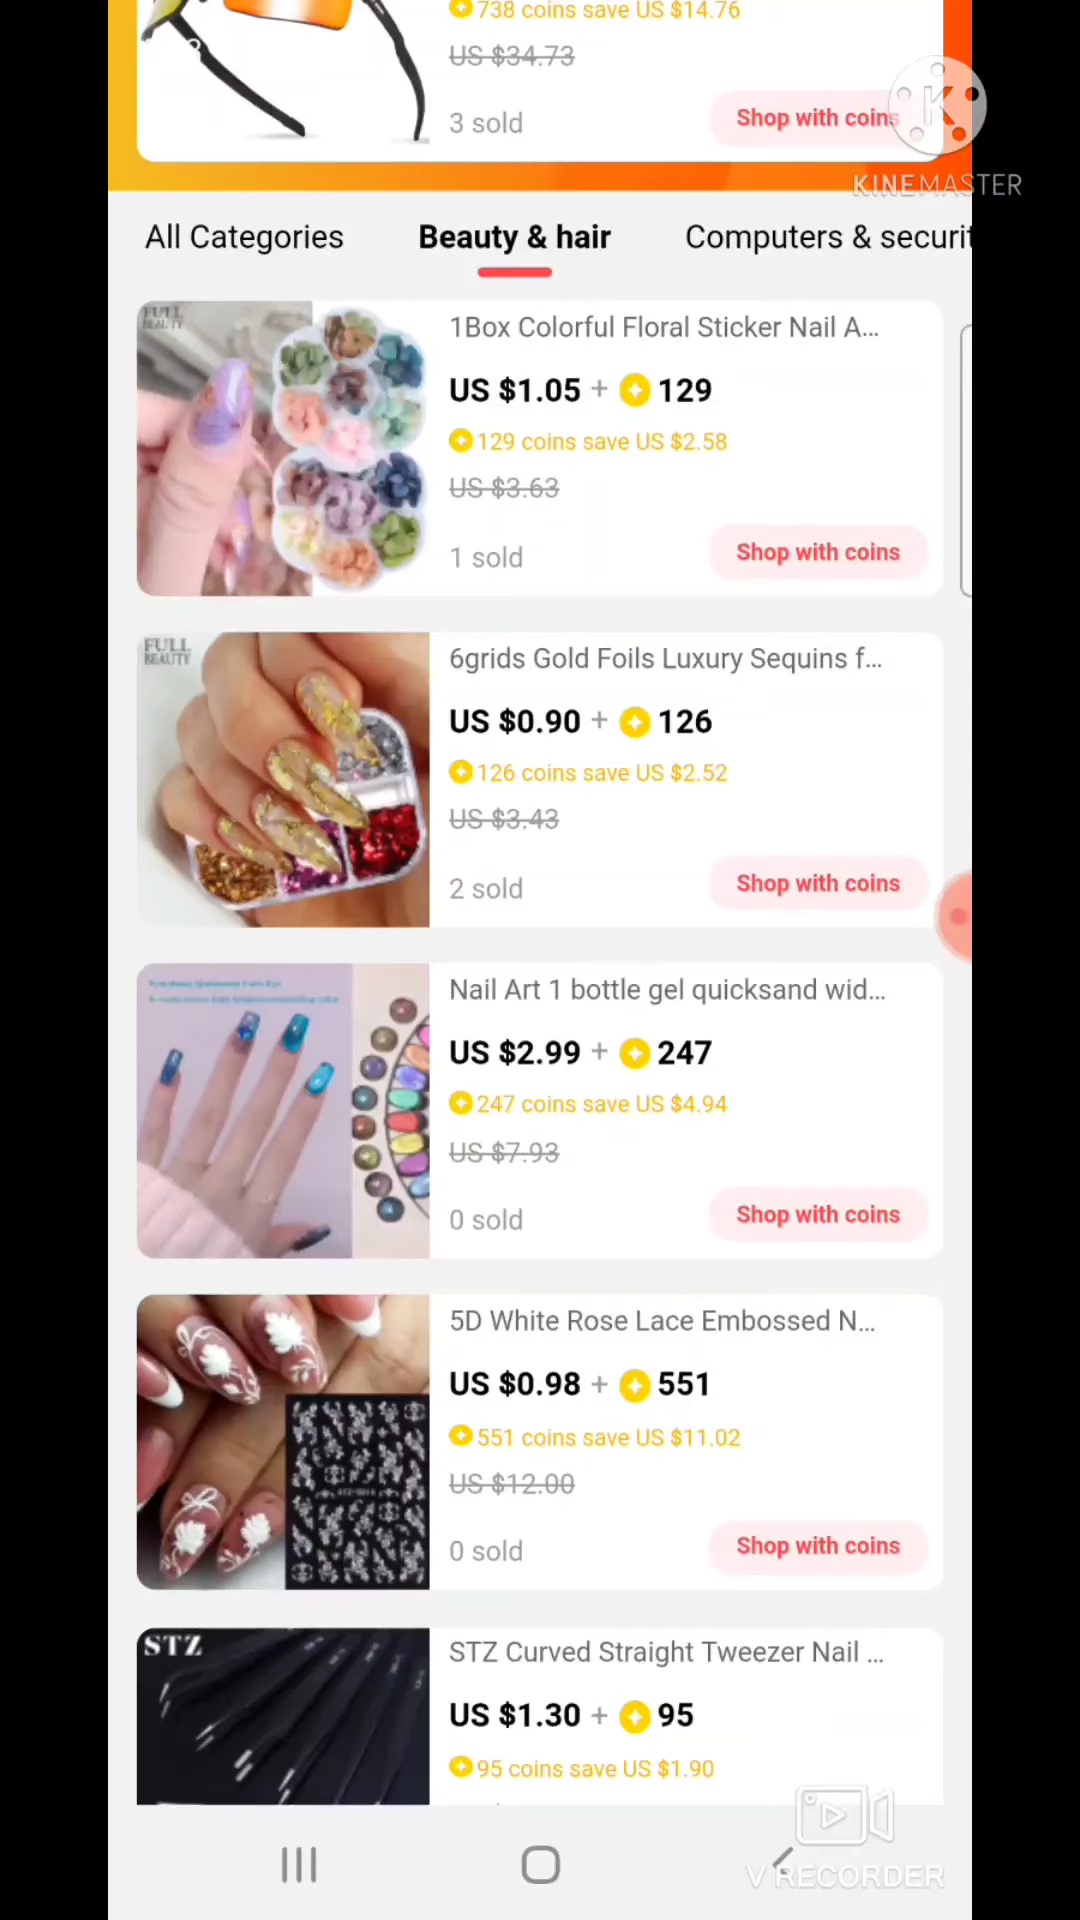 738 coins save US $14.76
US $34.73
3 sold
Shop with coins
KINEMASTER
All Categories
Beauty & hair
Computers & securit
FULL
BEAUTY
1Box Colorful Floral Sticker Nail A...
US $1.05 + 129
129 coins save US $2.58
US $3.63
1 sold
Shop with coins
FULL
BEAUTY
6grids Gold Foils Luxury Sequins f...
US $0.90 + 126
126 coins save US $2.52
US $3.43
2 sold
Shop with coins
Nail Art 1 bottle gel quicksand wid...
US $2.99 + 247
247 coins save US $4.94
US $7.93
0 sold
Shop with coins
5D White Rose Lace Embossed N...
US $0.98 + 551
551 coins save US $11.02
US $12.00
0 sold
Shop with coins
STZ
STZ Curved Straight Tweezer Nail ...
US $1.30 + 95
95 coins save US $1.90
V RECORDER